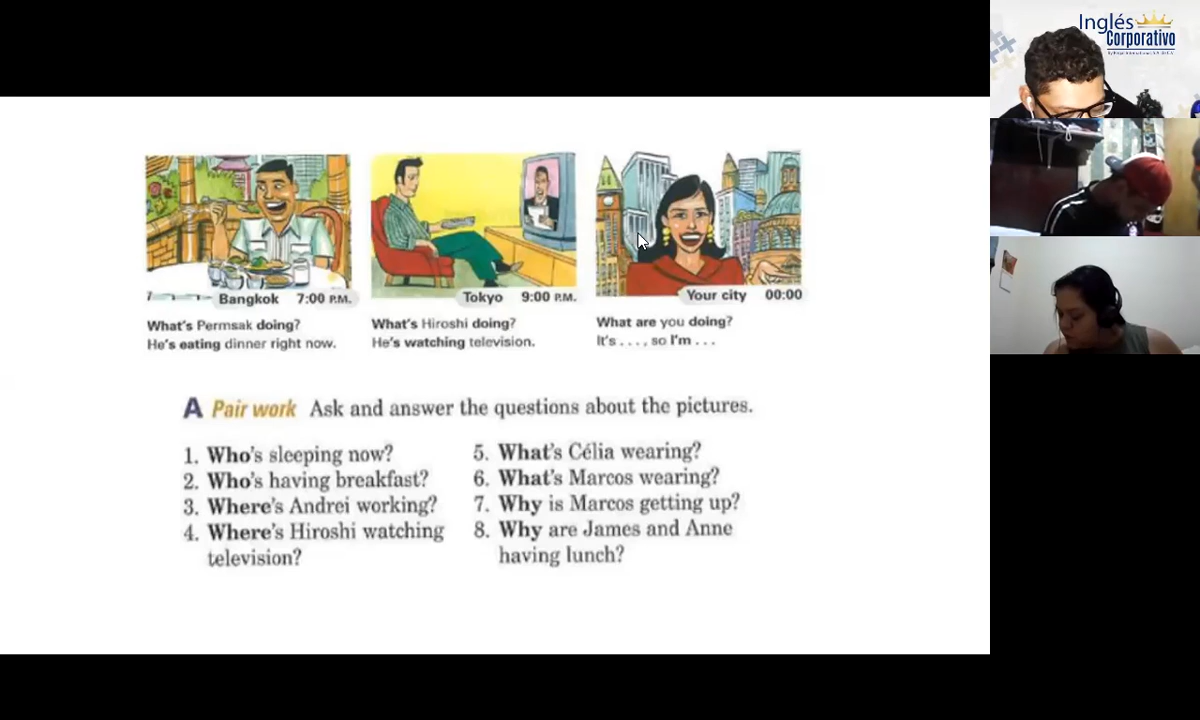 Inglés
Corporativo
Bangkok 7:00 P.M.
What's Permsak doing?
He's eating dinner right now.
Tokyo 9:00 P.M.
What's Hiroshi doing?
He's watching television.
Your city 00:00
What are you doing?
It's . . . , so I'm . . .
A Pair work Ask and answer the questions about the pictures.
1. Who's sleeping now?
2. Who's having breakfast?
3. Where's Andrei working?
4. Where's Hiroshi watching
television?
5. What's Célia wearing?
6. What's Marcos wearing?
7. Why is Marcos getting up?
8. Why are James and Anne
having lunch?